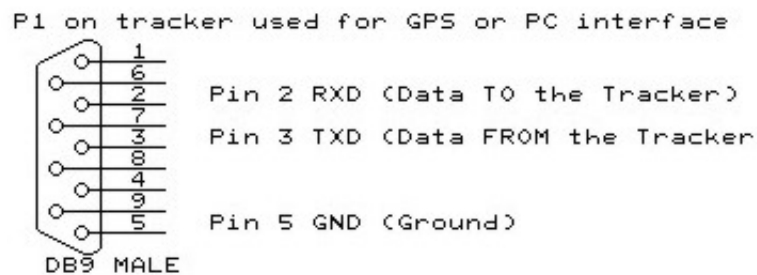 P1 on tracker used for GPS or PC interface
1
6
2 Pin 2 RXD (Data TO the Tracker)
7
3 Pin 3 TXD (Data FROM the Tracker
8
4
9
5 Pin 5 GND (Ground)
DB9 MALE